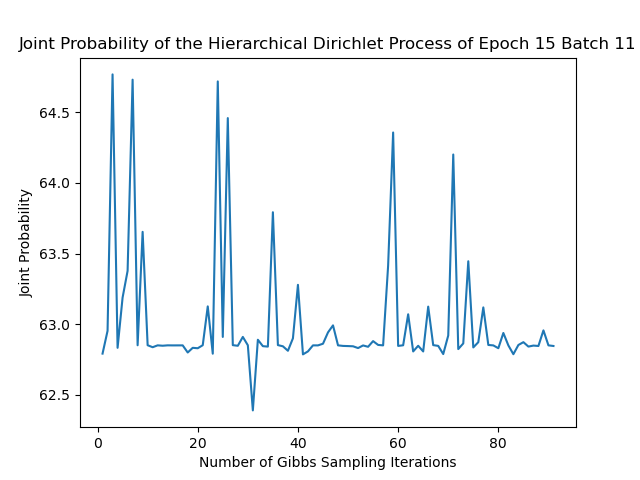 Joint Probability of the Hierarchical Dirichlet Process of Epoch 15 Batch 11
64.5
64.0
63.5
63.0
62.5
Joint Probability
0 20 40 60 80
Number of Gibbs Sampling Iterations